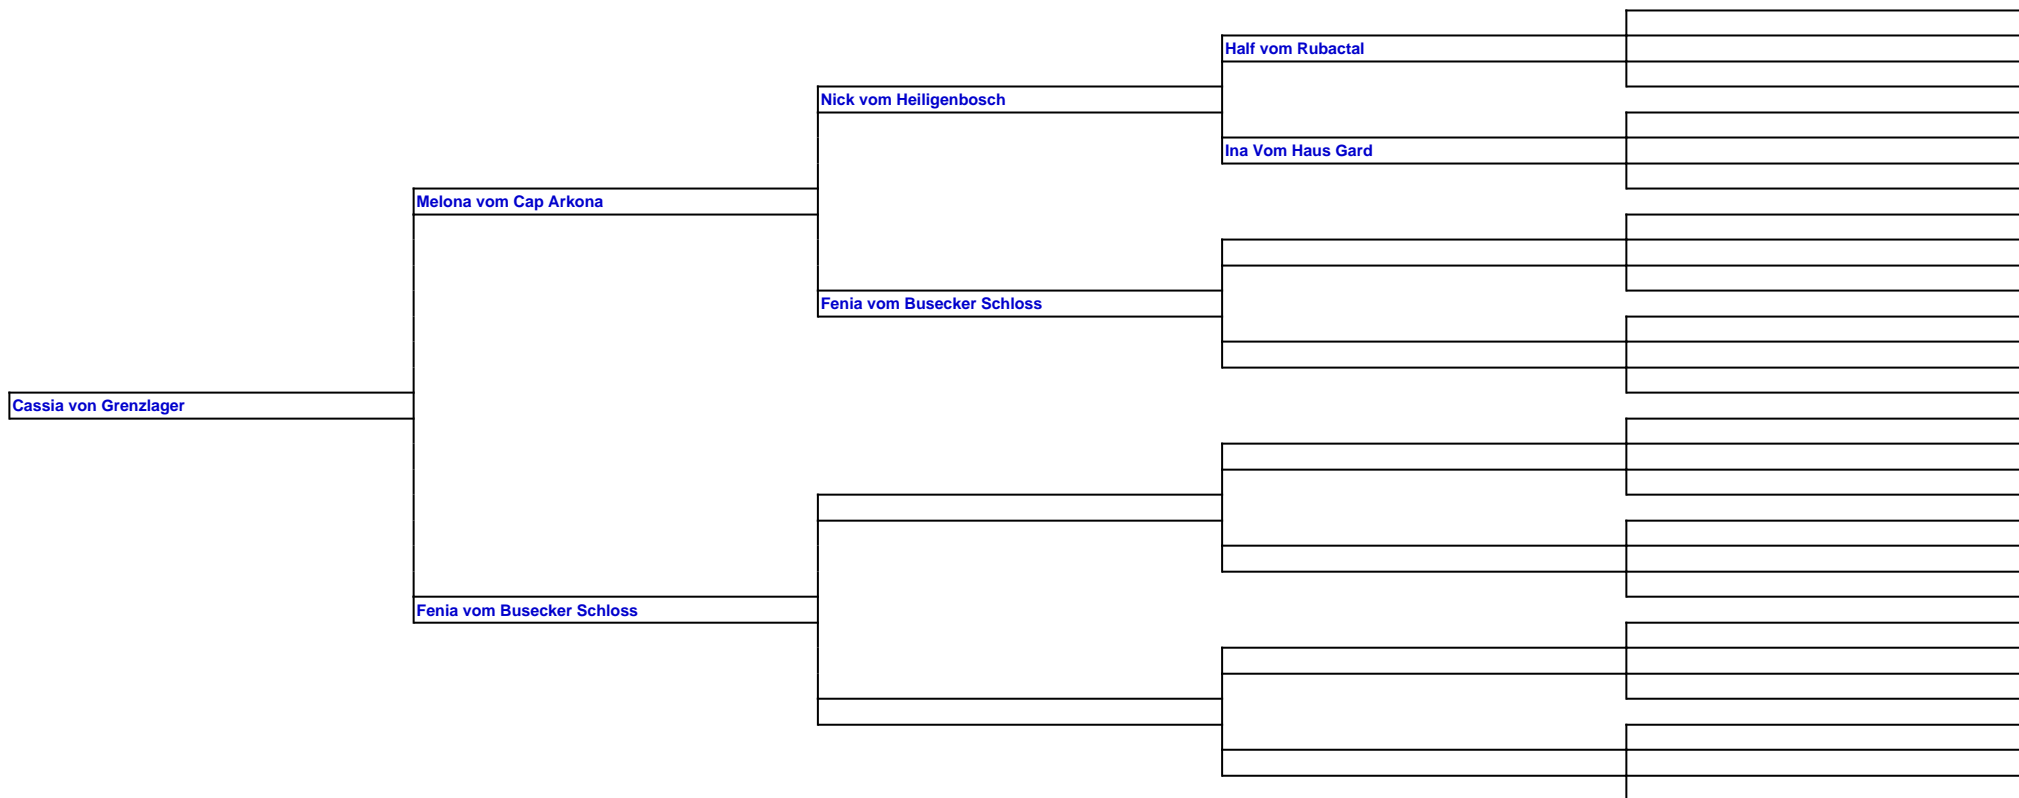 Half vom Rubactal
Nick vom Heiligenbosch
Ina Vom Haus Gard
Melona vom Cap Arkona
Fenia vom Busecker Schloss
Cassia von Grenzlager
Fenia vom Busecker Schloss